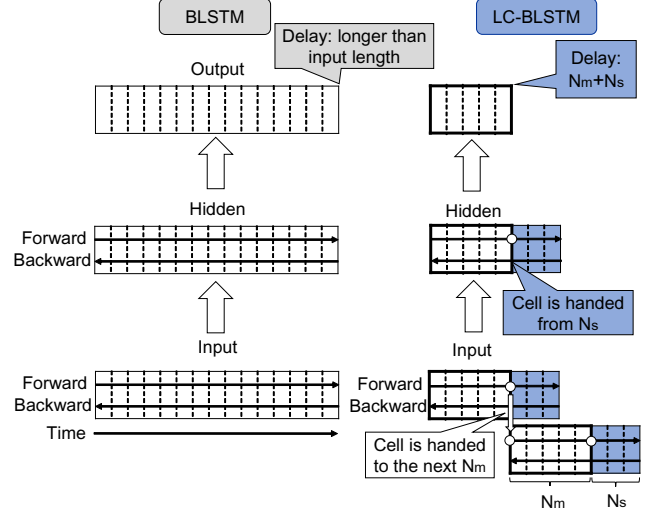 BLSTM
LC-BLSTM
Delay: longer than
input length
Delay:
Nm+Ns
Output
Hidden
Forward
Backward
Hidden
Cell is handed
from Ns
Input
Forward
Backward
Time
Input
Forward
Backward
Cell is handed
to the next Nm
Nm
Ns